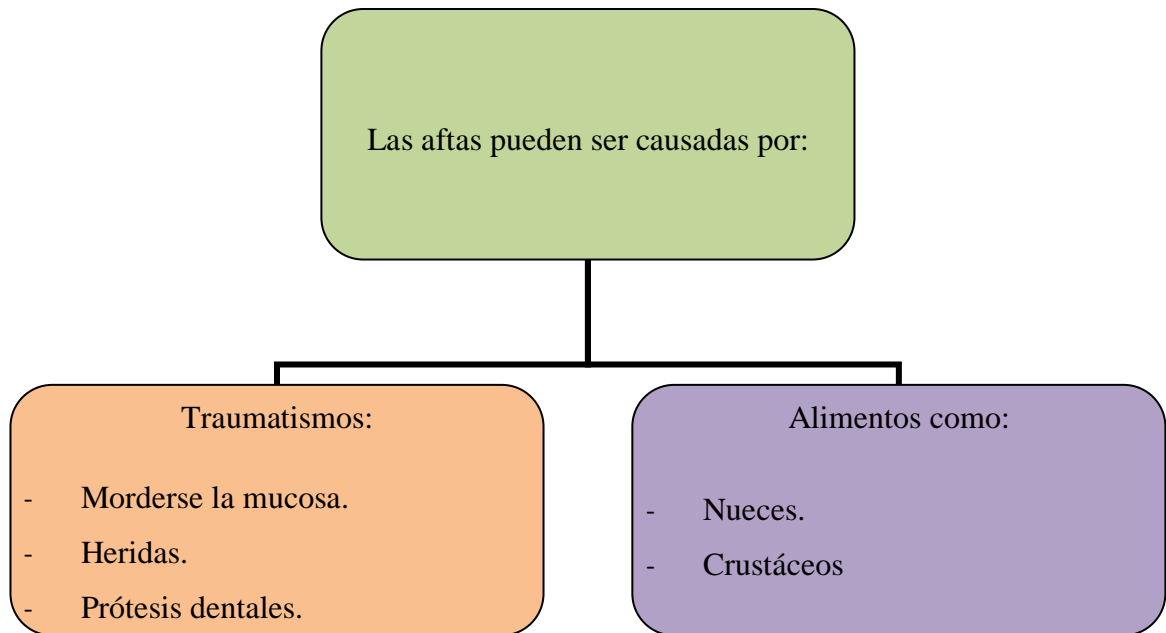 Las aftas pueden ser causadas por:
Traumatismos:
- Morderse la mucosa.
- Heridas.
- Prótesis dentales.
Alimentos como:
- Nueces.
- Crustáceos